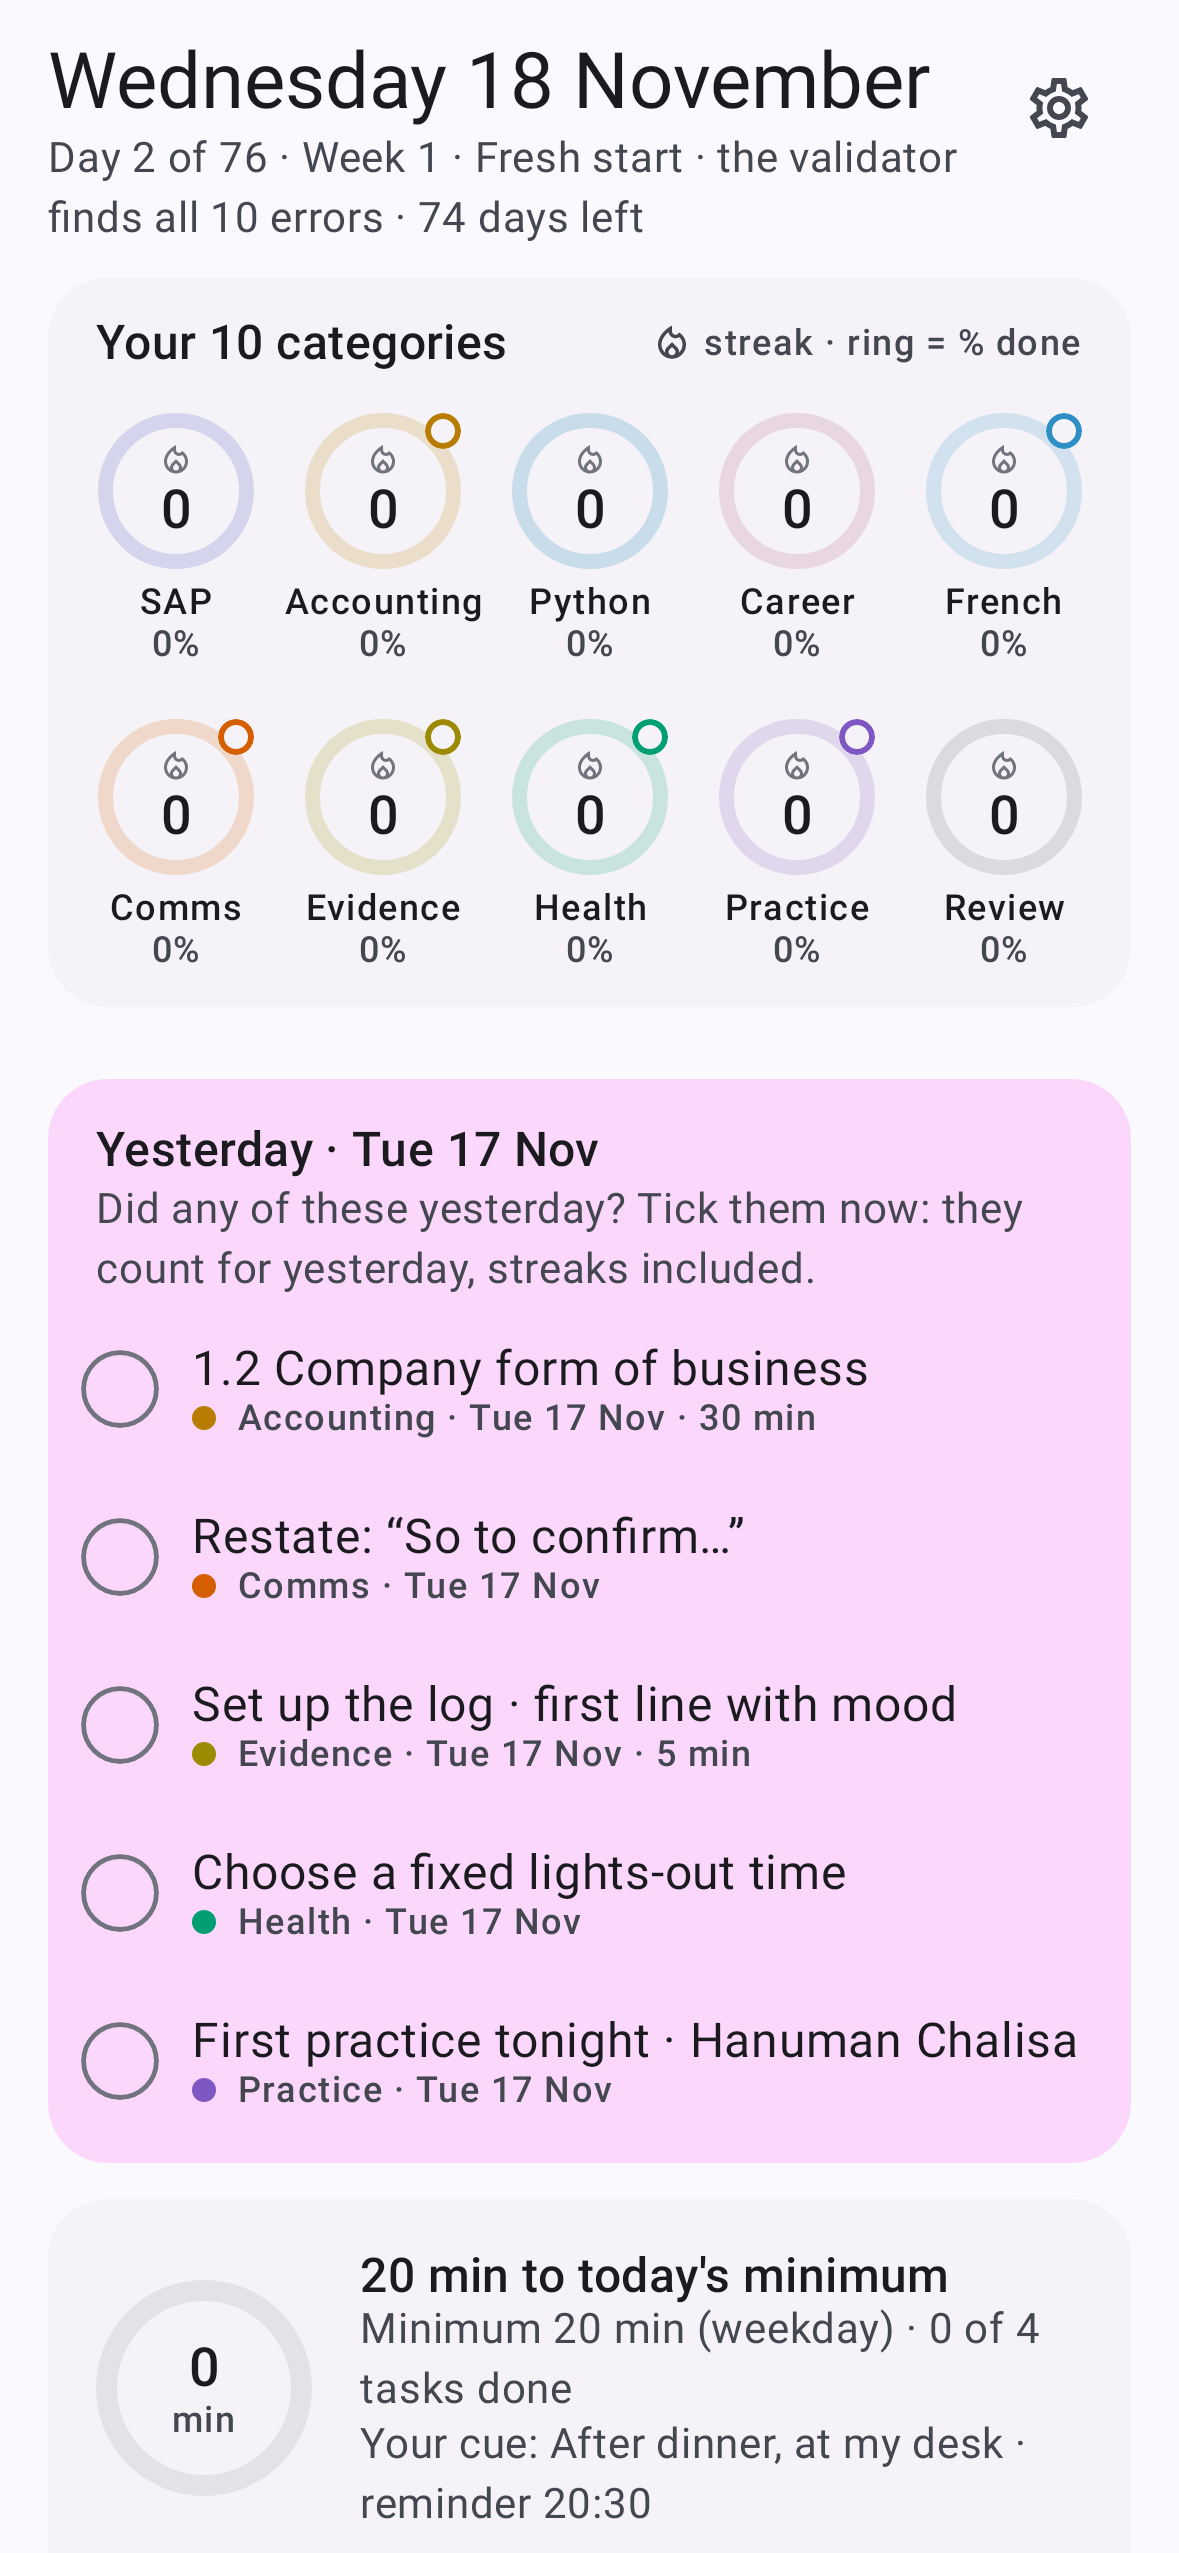 Wednesday 18 November
Day 2 of 76 · Week 1 · Fresh start · the validator
finds all 10 errors · 74 days left
Your 10 categories
streak · ring = % done
0
0
0
0
0
SAP
Accounting
Python
Career
French
0%
0%
0%
0%
0%
0
0
0
0
0
Comms
Evidence
Health
Practice
Review
0%
0%
0%
0%
0%
Yesterday · Tue 17 Nov
Did any of these yesterday? Tick them now: they
count for yesterday, streaks included.
1.2 Company form of business
Accounting · Tue 17 Nov · 30 min
Restate: “So to confirm…”
Comms · Tue 17 Nov
Set up the log · first line with mood
Evidence · Tue 17 Nov · 5 min
Choose a fixed lights-out time
Health · Tue 17 Nov
First practice tonight · Hanuman Chalisa
Practice · Tue 17 Nov
0
min
20 min to today's minimum
Minimum 20 min (weekday) · 0 of 4
tasks done
Your cue: After dinner, at my desk ·
reminder 20:30